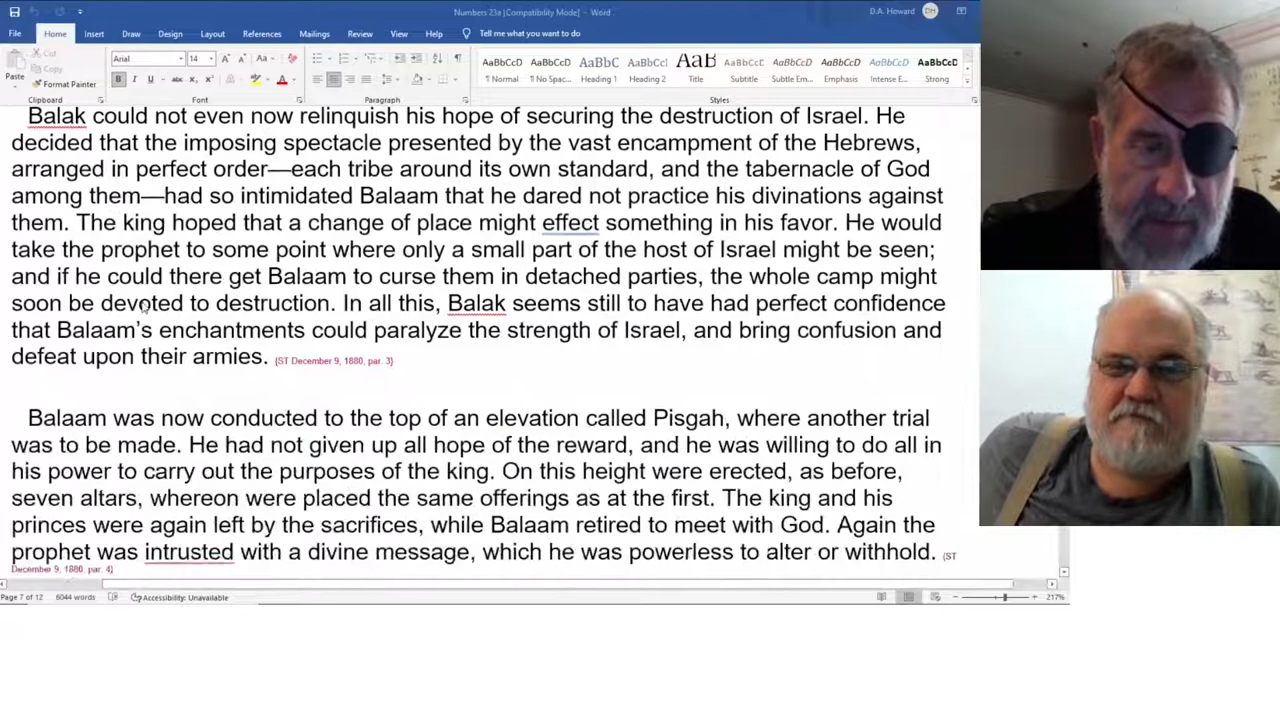 Numbers 23a [Compatibility Mode] - Word
D.A. Howard
DH
File Home Insert Draw Design Layout References Mailings Review View Help Tell me what you want to do
Paste
Cut
Copy
Format Painter
Arial 14
AaBbCcD AaBbCcD AaBbC AaBbCcC AaB AaBbCcD AaBbCcD AaBbCcD AaBbCcD AaBbCcD
¶ Normal ¶ No Spac... Heading 1 Heading 2 Title Subtitle Subtle Em... Emphasis Intense E... Strong
Clipboard Font Paragraph Styles
Balak could not even now relinquish his hope of securing the destruction of Israel. He
decided that the imposing spectacle presented by the vast encampment of the Hebrews,
arranged in perfect order—each tribe around its own standard, and the tabernacle of God
among them—had so intimidated Balaam that he dared not practice his divinations against
them. The king hoped that a change of place might effect something in his favor. He would
take the prophet to some point where only a small part of the host of Israel might be seen;
and if he could there get Balaam to curse them in detached parties, the whole camp might
soon be devoted to destruction. In all this, Balak seems still to have had perfect confidence
that Balaam’s enchantments could paralyze the strength of Israel, and bring confusion and
defeat upon their armies. {ST December 9, 1880, par. 3}
Balaam was now conducted to the top of an elevation called Pisgah, where another trial
was to be made. He had not given up all hope of the reward, and he was willing to do all in
his power to carry out the purposes of the king. On this height were erected, as before,
seven altars, whereon were placed the same offerings as at the first. The king and his
princes were again left by the sacrifices, while Balaam retired to meet with God. Again the
prophet was intrusted with a divine message, which he was powerless to alter or withhold. {ST
December 9, 1880, par. 4}
Page 7 of 12 6044 words Accessibility: Unavailable 217%